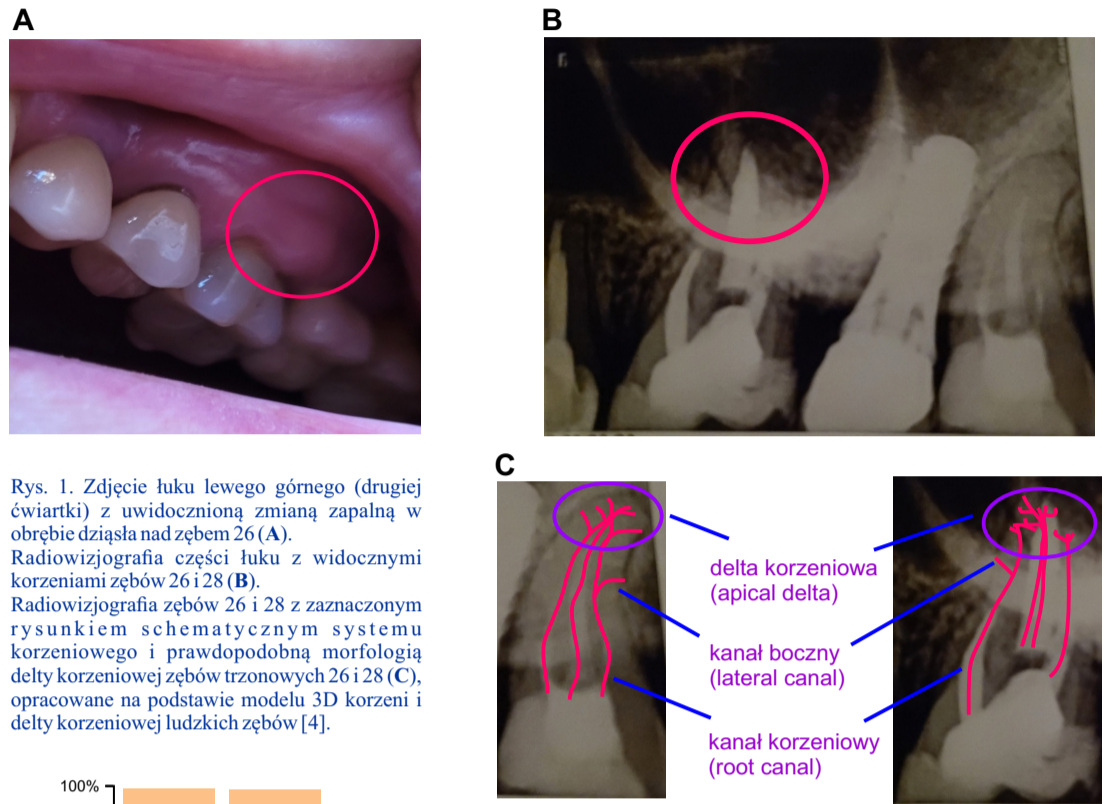 A
B
Rys. 1. Zdjęcie łuku lewego górnego (drugiej
ćwiartki) z uwidocznioną zmianą zapalną w
obrębie dziąsła nad zębem 26 (A).
Radiowizjografia części łuku z widocznymi
korzeniami zębów 26 i 28 (B).
Radiowizjografia zębów 26 i 28 z zaznaczonym
rysunkiem schematycznym systemu
korzeniowego i prawdopodobną morfologią
delty korzeniowej zębów trzonowych 26 i 28 (C),
opracowane na podstawie modelu 3D korzeni i
delty korzeniowej ludzkich zębów [4].
C
delta korzeniowa
(apical delta)
kanał boczny
(lateral canal)
kanał korzeniowy
(root canal)
100%